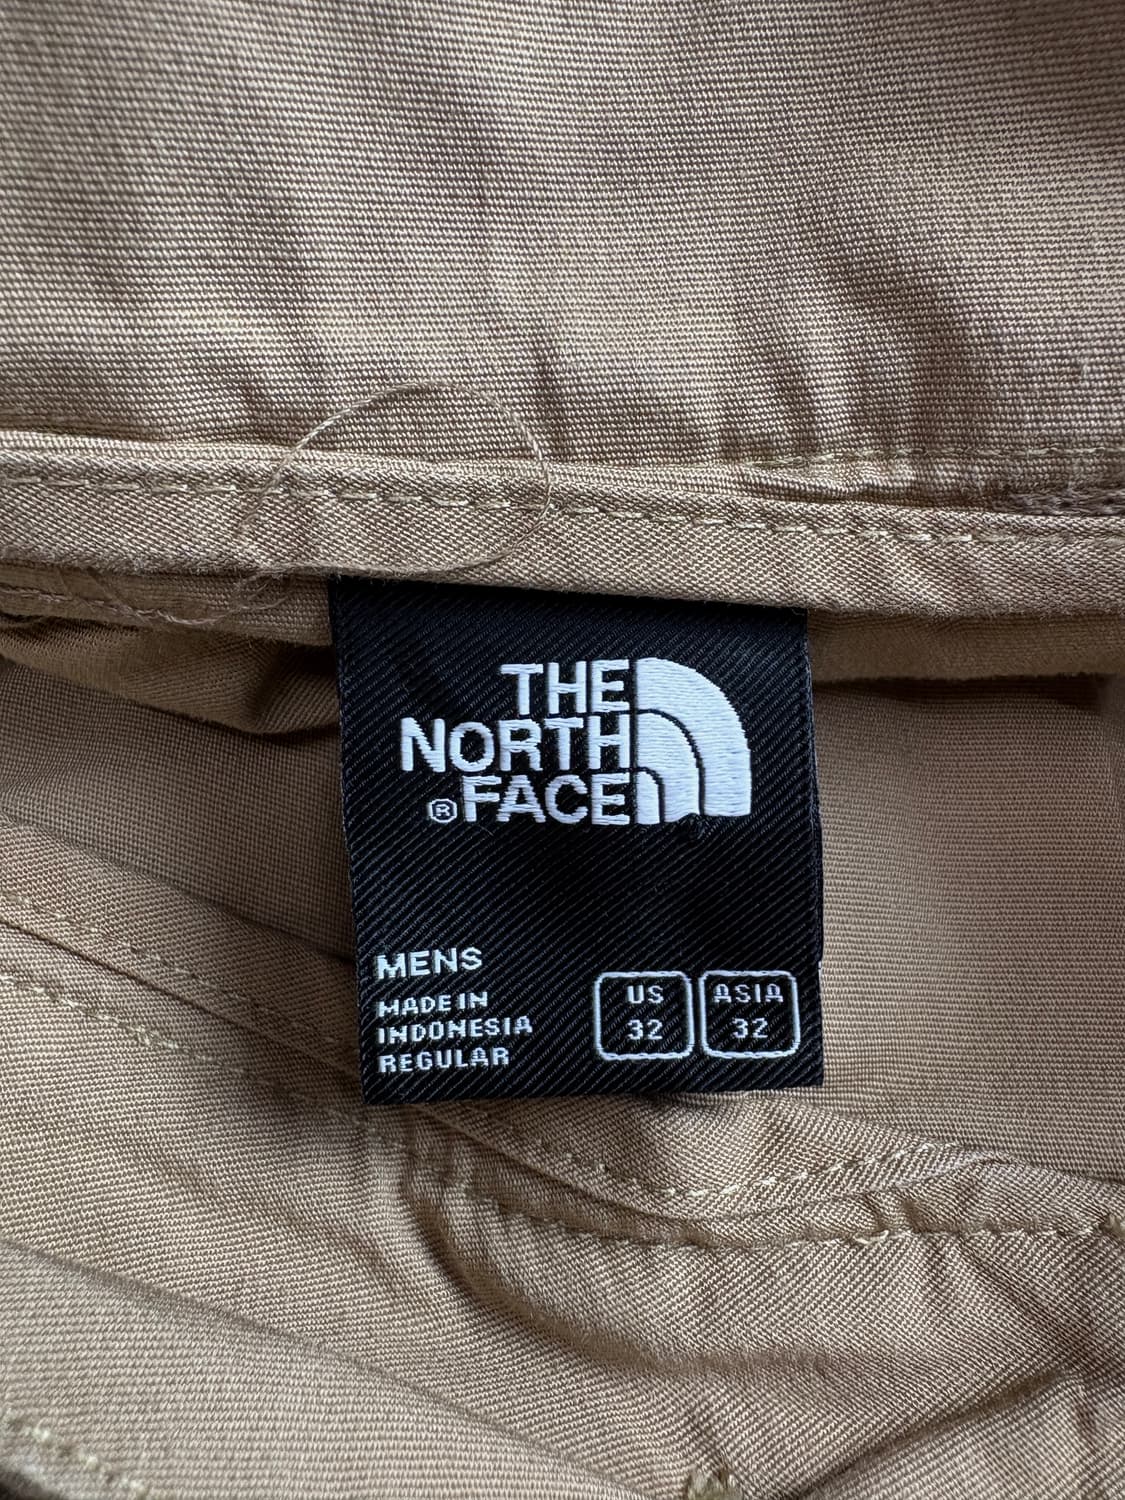 THE
NORTH
® FACE
MENS
MADE IN
INDONESIA
REGULAR
US
32
ASIA
32